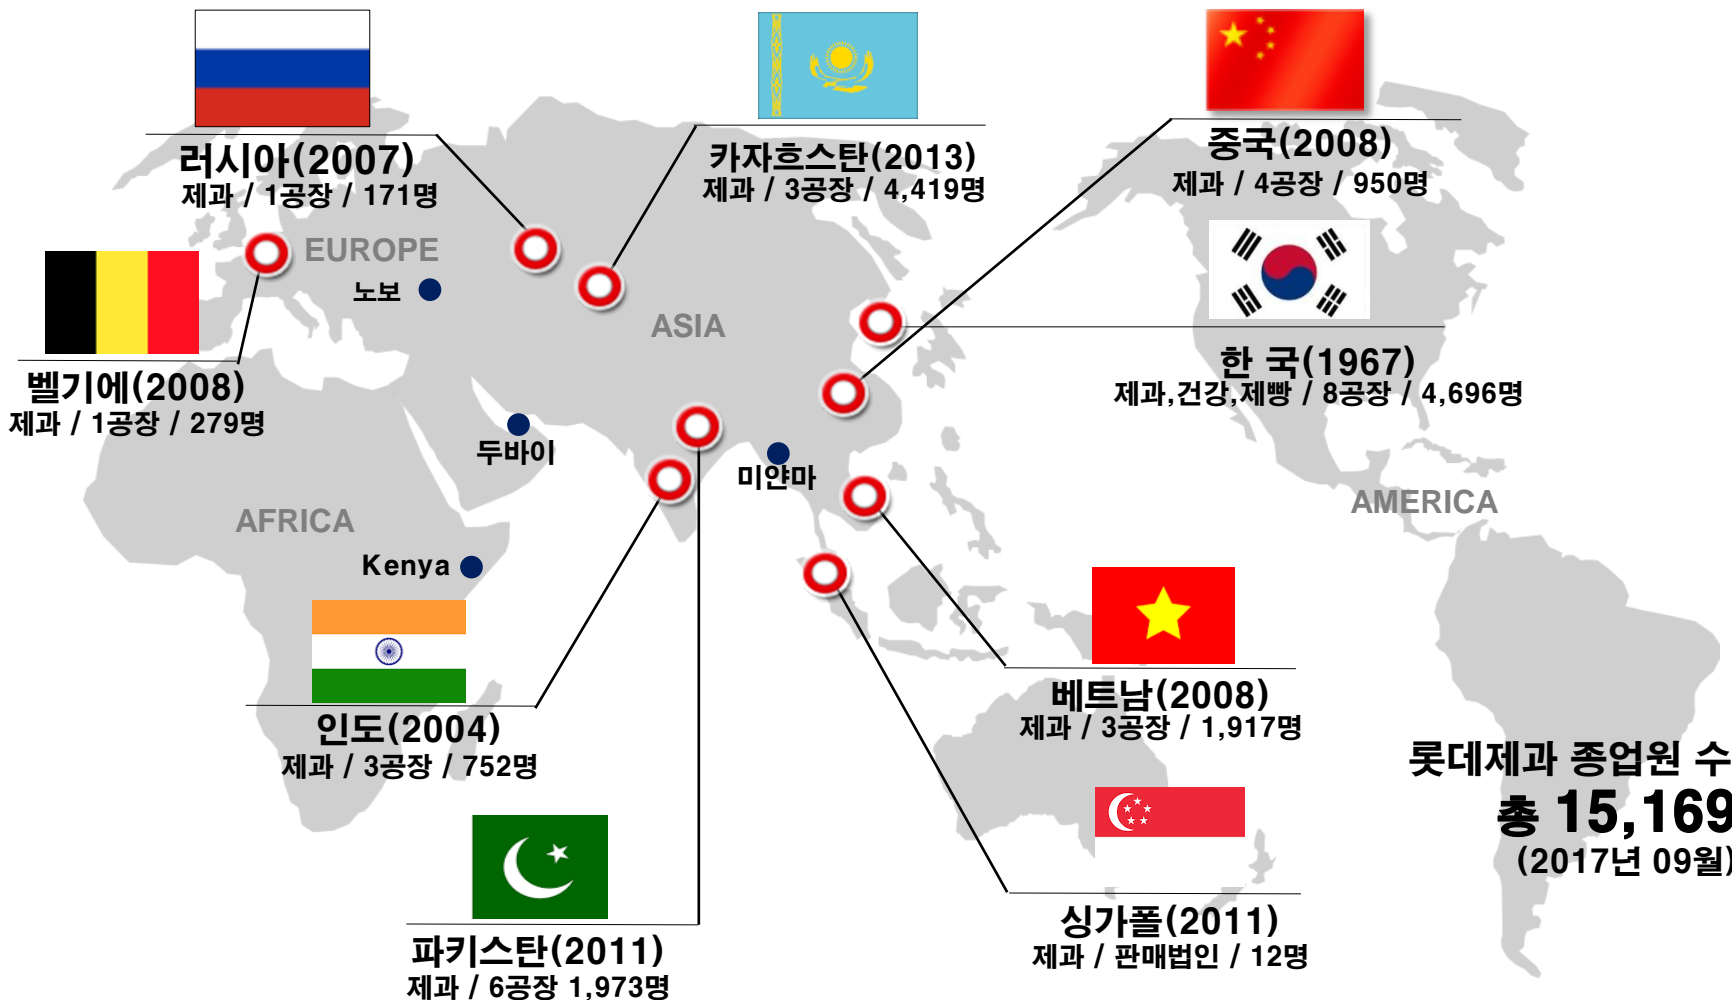 러시아(2007)
제과 / 1공장 / 171명
카자흐스탄(2013)
제과 / 3공장 / 4,419명
중국(2008)
제과 / 4공장 / 950명
EUROPE
노보
ASIA
한 국(1967)
제과,건강,제빵 / 8공장 / 4,696명
벨기에(2008)
제과 / 1공장 / 279명
두바이
미얀마
AFRICA
AMERICA
Kenya
인도(2004)
제과 / 3공장 / 752명
베트남(2008)
제과 / 3공장 / 1,917명
롯데제과 종업원 수
총 15,169
(2017년 09월)
파키스탄(2011)
제과 / 6공장 1,973명
싱가폴(2011)
제과 / 판매법인 / 12명